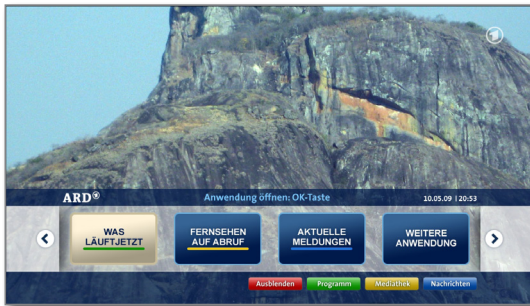 ARD
Anwendung öffnen: OK-Taste
10.05.09 | 20:53
WAS
LÄUFTJETZT
FERNSEHEN
AUF ABRUF
AKTUELLE
MELDUNGEN
WEITERE
ANWENDUNG
Ausblenden
Programm
Mediathek
Nachrichten